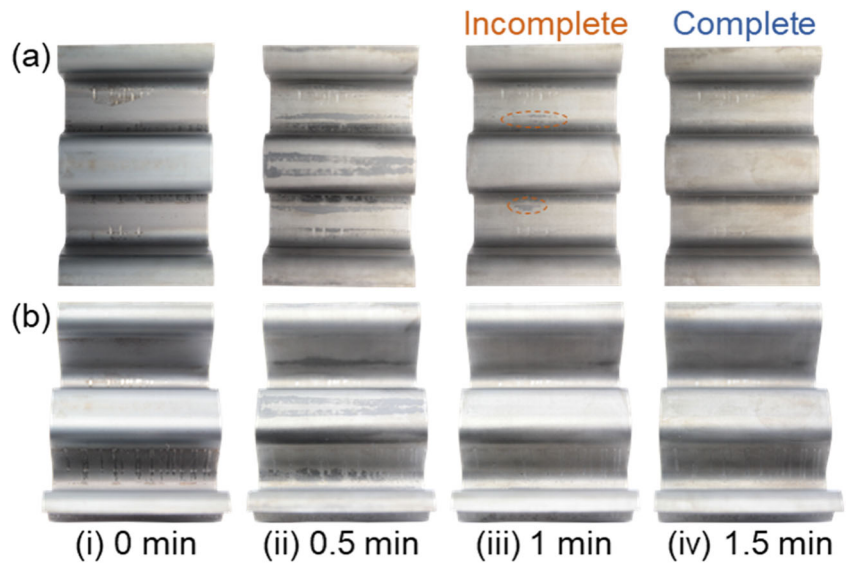 Incomplete Complete
(a)
(b)
(i) 0 min (ii) 0.5 min (iii) 1 min (iv) 1.5 min